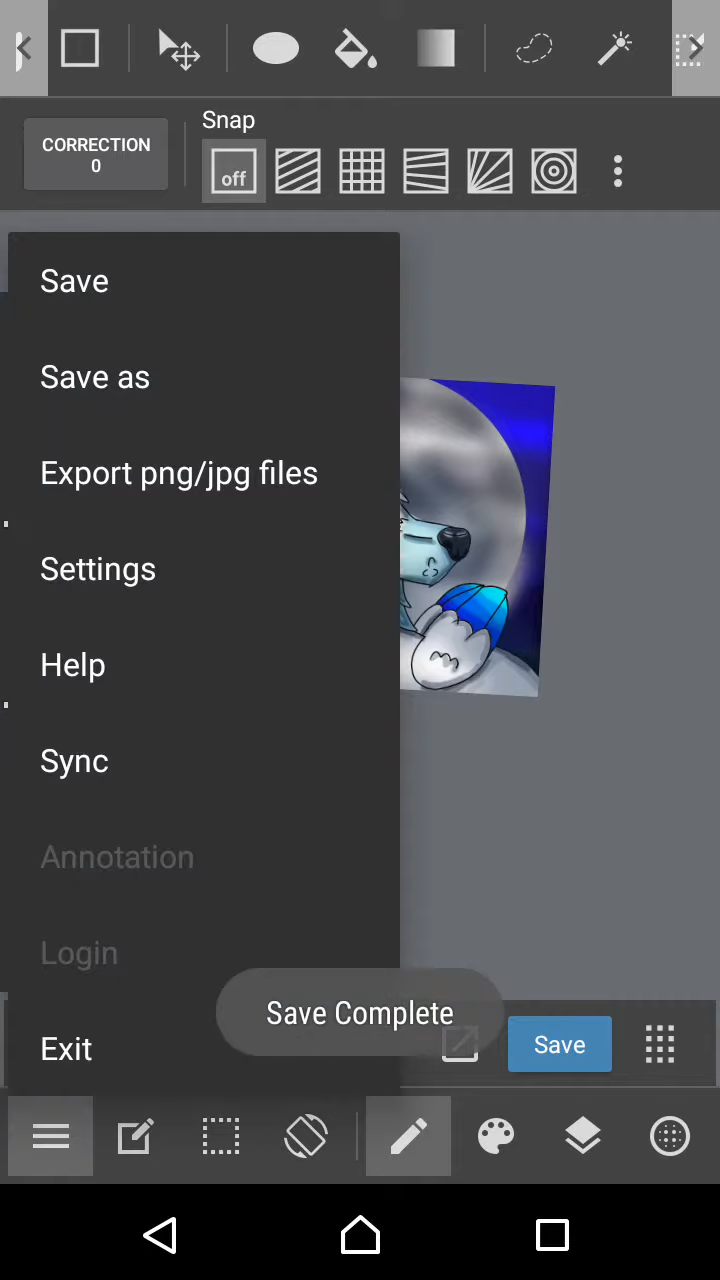 CORRECTION
0
Snap
off
Save
Save as
Export png/jpg files
Settings
Help
Sync
Annotation
Login
Exit
Save Complete
Save